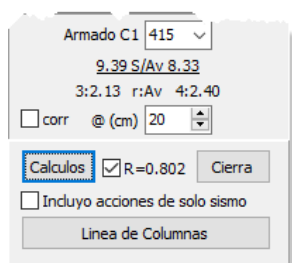 Armado C1 415
9.39 S/Av 8.33
3:2.13 r:Av 4:2.40
corr @ (cm) 20
Calculos R=0.802 Cierra
Incluyo acciones de solo sismo
Linea de Columnas